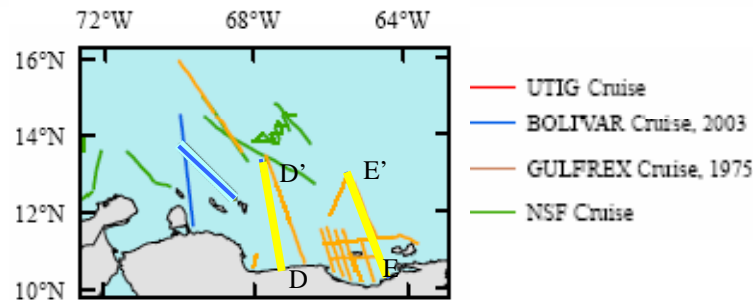 72°W 68°W 64°W
16°N
14°N
12°N
10°N
D' E'
D E
UTIG Cruise
BOLIVAR Cruise, 2003
GULFREX Cruise, 1975
NSF Cruise